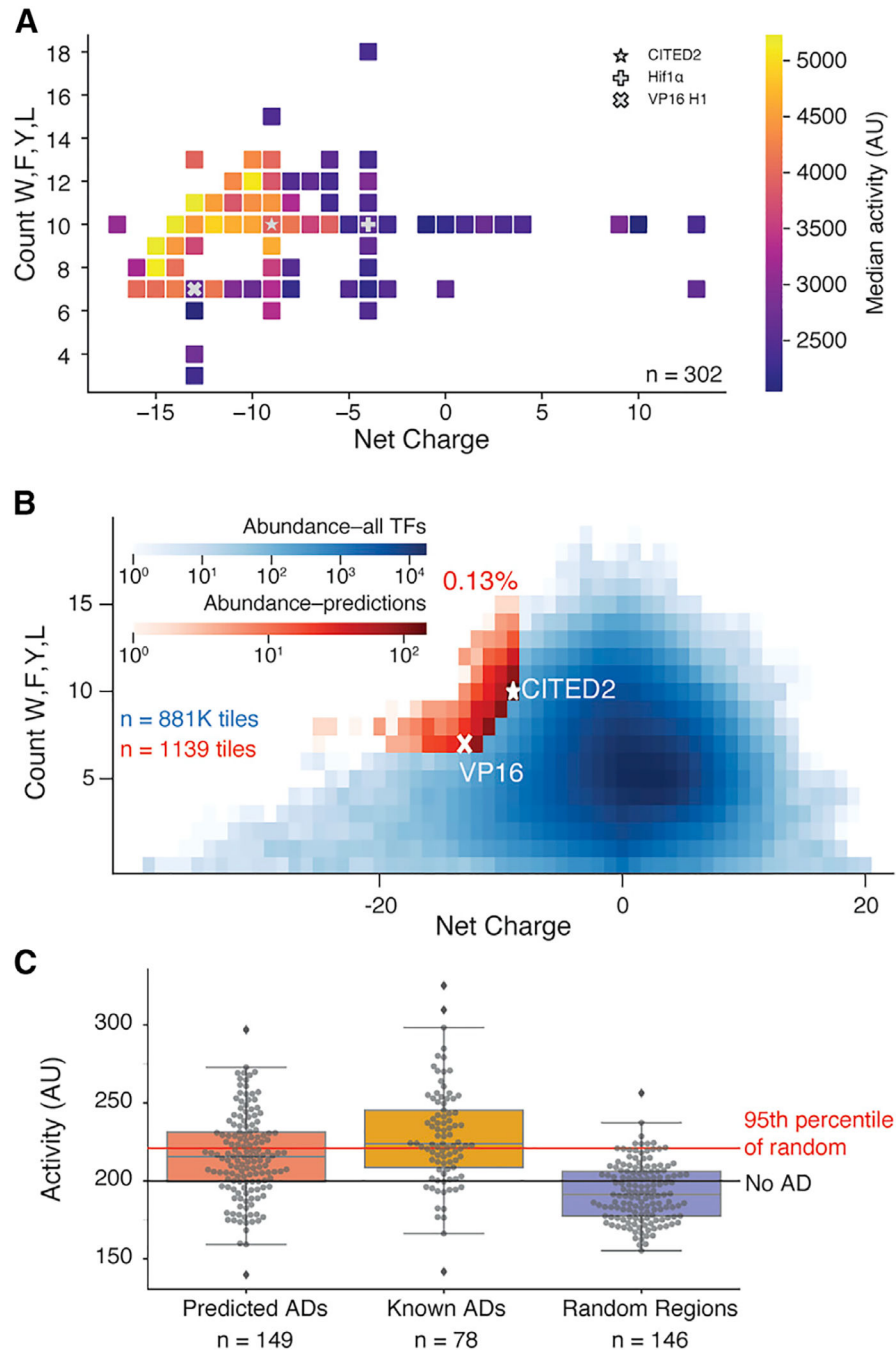 A
Count W,F,Y,L
18
16
14
12
10
8
6
4
CITED2
Hif1α
VP16 H1
n = 302
−15
−10
−5
0
5
10
Net Charge
5000
4500
4000
3500
3000
2500
Median activity (AU)
B
Abundance–all TFs
10⁰ 10¹ 10² 10³ 10⁴
Abundance–predictions
10⁰ 10¹ 10²
0.13%
Count W,F,Y,L
15
10
5
n = 881K tiles
n = 1139 tiles
CITED2
VP16
-20
0
20
Net Charge
C
Activity (AU)
300
250
200
150
95th percentile
of random
No AD
Predicted ADs
n = 149
Known ADs
n = 78
Random Regions
n = 146